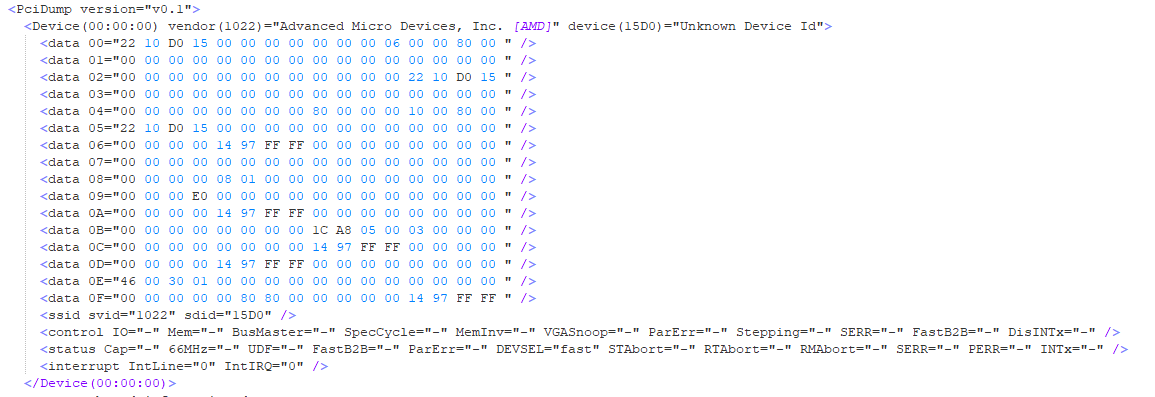 <PciDump version="v0.1">
<Device(00:00:00) vendor(1022)="Advanced Micro Devices, Inc. [AMD]" device(15D0)="Unknown Device Id">
<data 00="22 10 D0 15 00 00 00 00 00 00 00 06 00 00 80 00 " />
<data 01="00 00 00 00 00 00 00 00 00 00 00 00 00 00 00 00 " />
<data 02="00 00 00 00 00 00 00 00 00 00 00 00 22 10 D0 15 " />
<data 03="00 00 00 00 00 00 00 00 00 00 00 00 00 00 00 00 " />
<data 04="00 00 00 00 00 00 00 00 80 00 00 00 10 00 80 00 " />
<data 05="22 10 D0 15 00 00 00 00 00 00 00 00 00 00 00 00 " />
<data 06="00 00 00 00 14 97 FF FF 00 00 00 00 00 00 00 00 " />
<data 07="00 00 00 00 00 00 00 00 00 00 00 00 00 00 00 00 " />
<data 08="00 00 00 00 08 01 00 00 00 00 00 00 00 00 00 00 " />
<data 09="00 00 00 E0 00 00 00 00 00 00 00 00 00 00 00 00 " />
<data 0A="00 00 00 00 14 97 FF FF 00 00 00 00 00 00 00 00 " />
<data 0B="00 00 00 00 00 00 00 00 1C A8 05 00 03 00 00 00 " />
<data 0C="00 00 00 00 00 00 00 00 14 97 FF FF 00 00 00 00 " />
<data 0D="00 00 00 00 14 97 FF FF 00 00 00 00 00 00 00 00 " />
<data 0E="46 00 30 01 00 00 00 00 00 00 00 00 00 00 00 00 " />
<data 0F="00 00 00 00 00 80 80 00 00 00 00 00 14 97 FF FF " />
<ssid svid="1022" sdid="15D0" />
<control IO="-" Mem="-" BusMaster="-" SpecCycle="-" MemInv="-" VGASnoop="-" ParErr="-" Stepping="-" SERR="-" FastB2B="-" DisINTx="-" />
<status Cap="-" 66MHz="-" UDF="-" FastB2B="-" ParErr="-" DEVSEL="fast" STAbort="-" RTAbort="-" RMAbort="-" SERR="-" PERR="-" INTx="-" />
<interrupt IntLine="0" IntIRQ="0" />
</Device(00:00:00)>